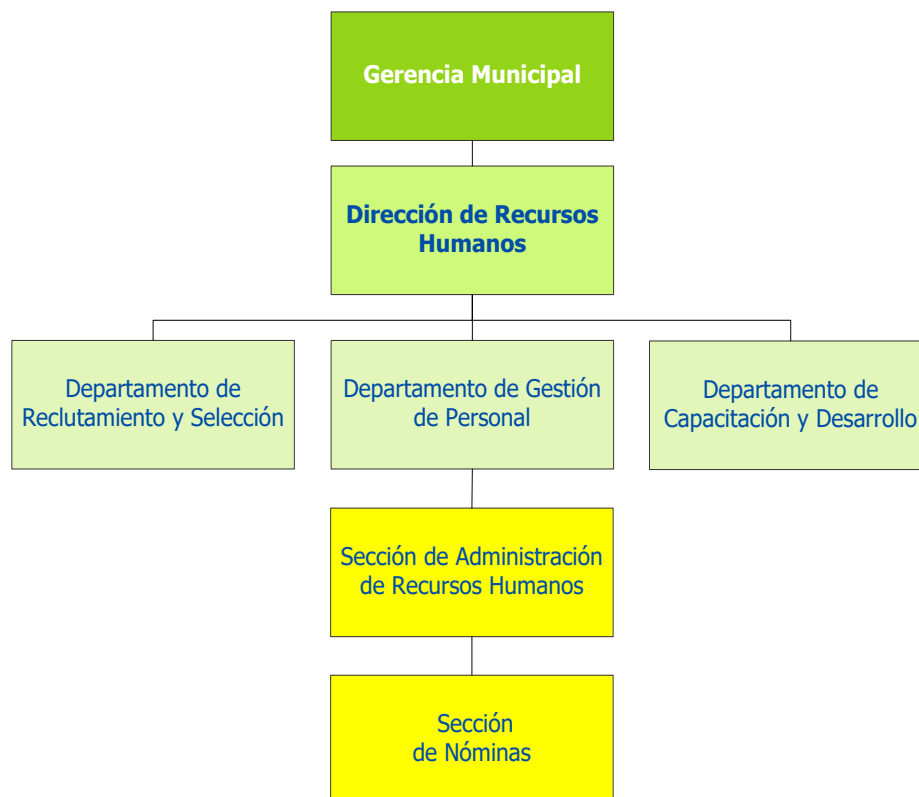 Gerencia Municipal
Dirección de Recursos
Humanos
Departamento de
Reclutamiento y Selección
Departamento de Gestión
de Personal
Departamento de
Capacitación y Desarrollo
Sección de Administración
de Recursos Humanos
Sección
de Nóminas